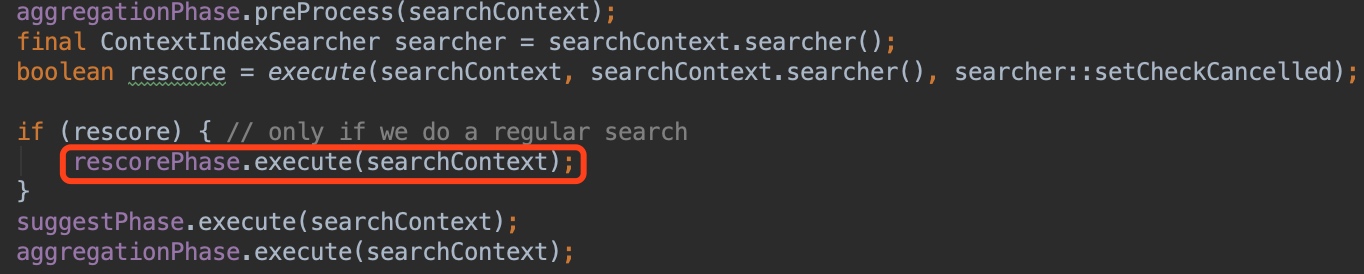 aggregationPhase.preProcess(searchContext);
final ContextIndexSearcher searcher = searchContext.searcher();
boolean rescore = execute(searchContext, searchContext.searcher(), searcher::setCheckCancelled);
if (rescore) { // only if we do a regular search
rescorePhase.execute(searchContext);
}
suggestPhase.execute(searchContext);
aggregationPhase.execute(searchContext);